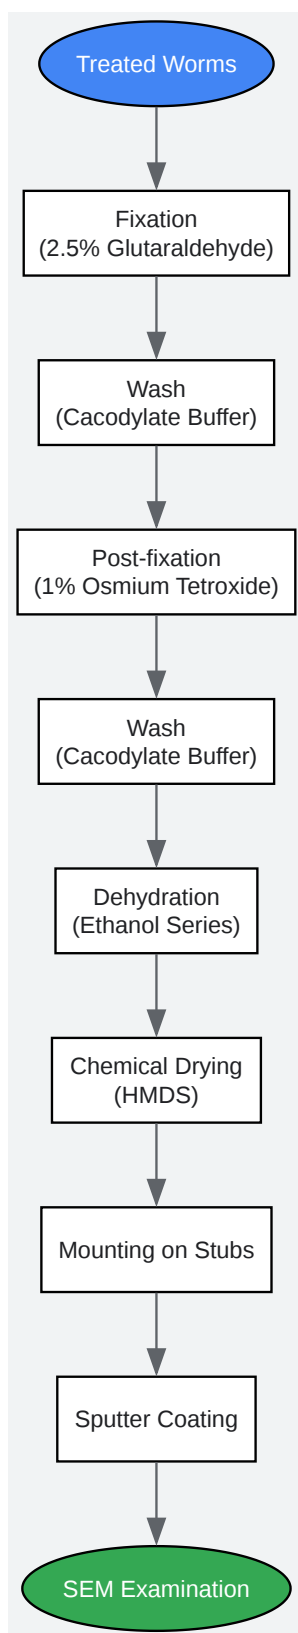 Treated Worms
Fixation
(2.5% Glutaraldehyde)
Wash
(Cacodylate Buffer)
Post-fixation
(1% Osmium Tetroxide)
Wash
(Cacodylate Buffer)
Dehydration
(Ethanol Series)
Chemical Drying
(HMDS)
Mounting on Stubs
Sputter Coating
SEM Examination